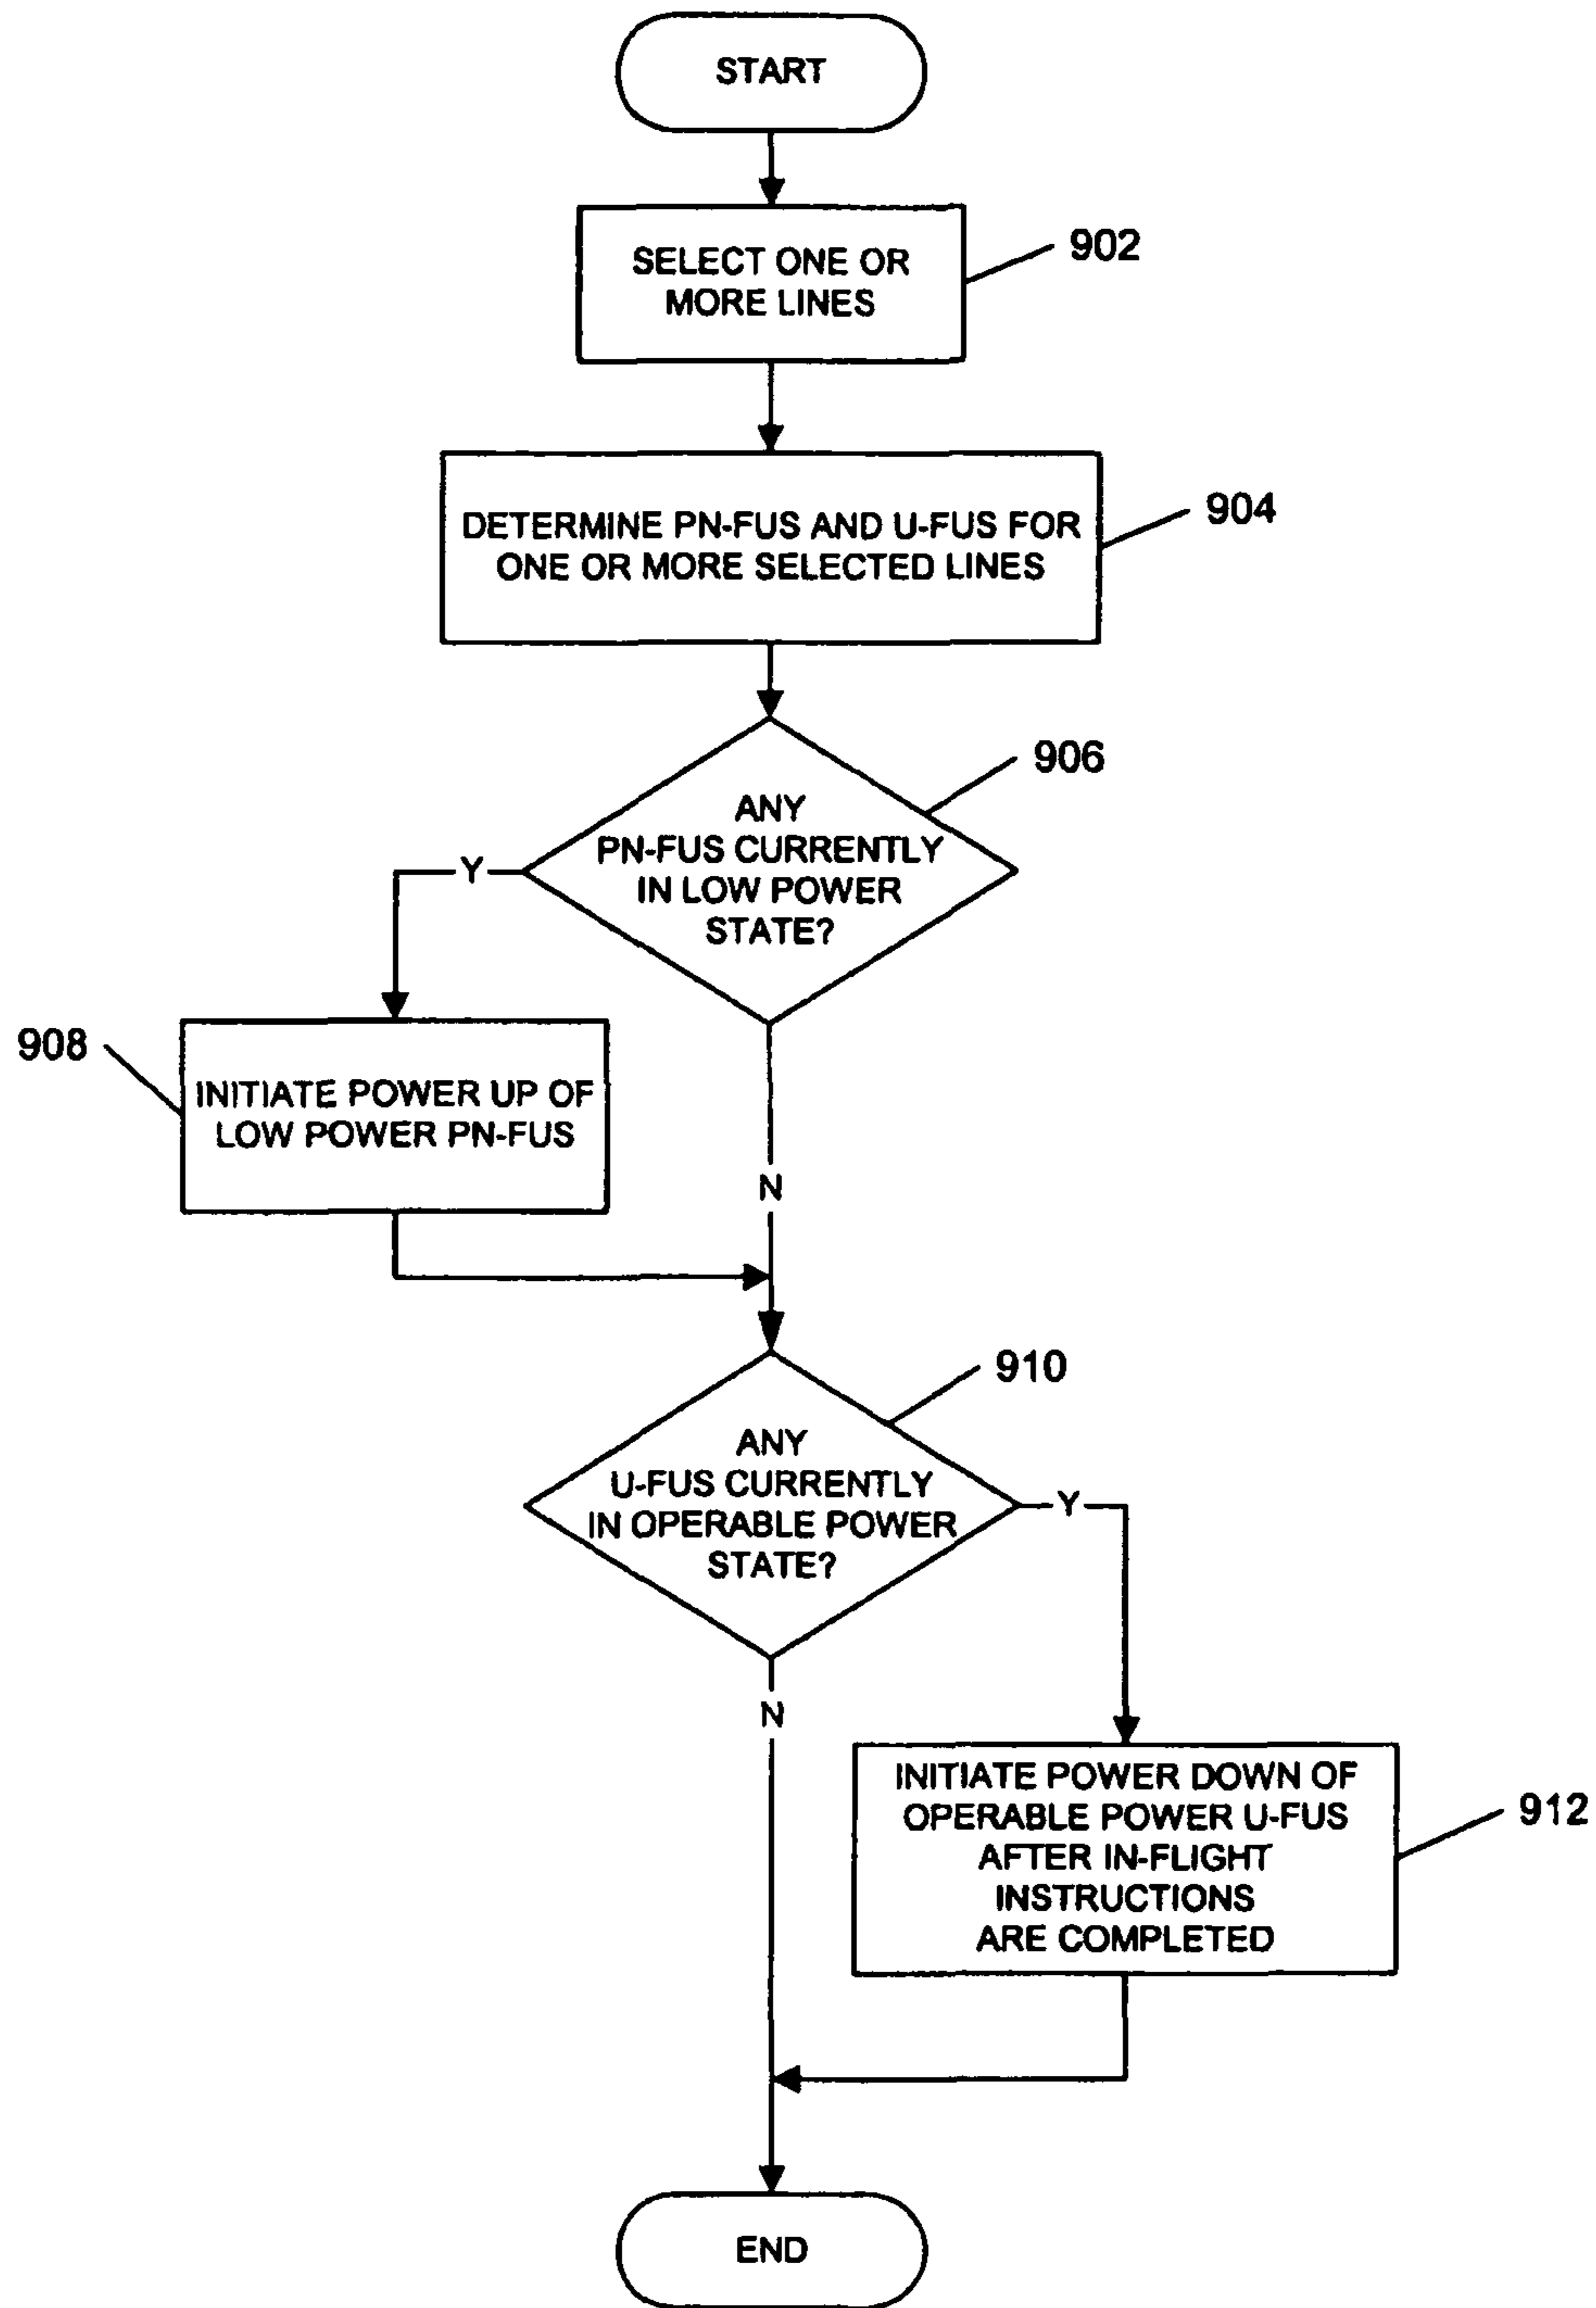 START
SELECT ONE OR
MORE LINES
902
DETERMINE PN-FUS AND U-FUS FOR
ONE OR MORE SELECTED LINES
904
906
ANY
PN-FUS CURRENTLY
IN LOW POWER
STATE?
Y
908
INITIATE POWER UP OF
LOW POWER PN-FUS
N
910
ANY
U-FUS CURRENTLY
IN OPERABLE POWER
STATE?
Y
N
INITIATE POWER DOWN OF
OPERABLE POWER U-FUS
AFTER IN-FLIGHT
INSTRUCTIONS
ARE COMPLETED
912
END